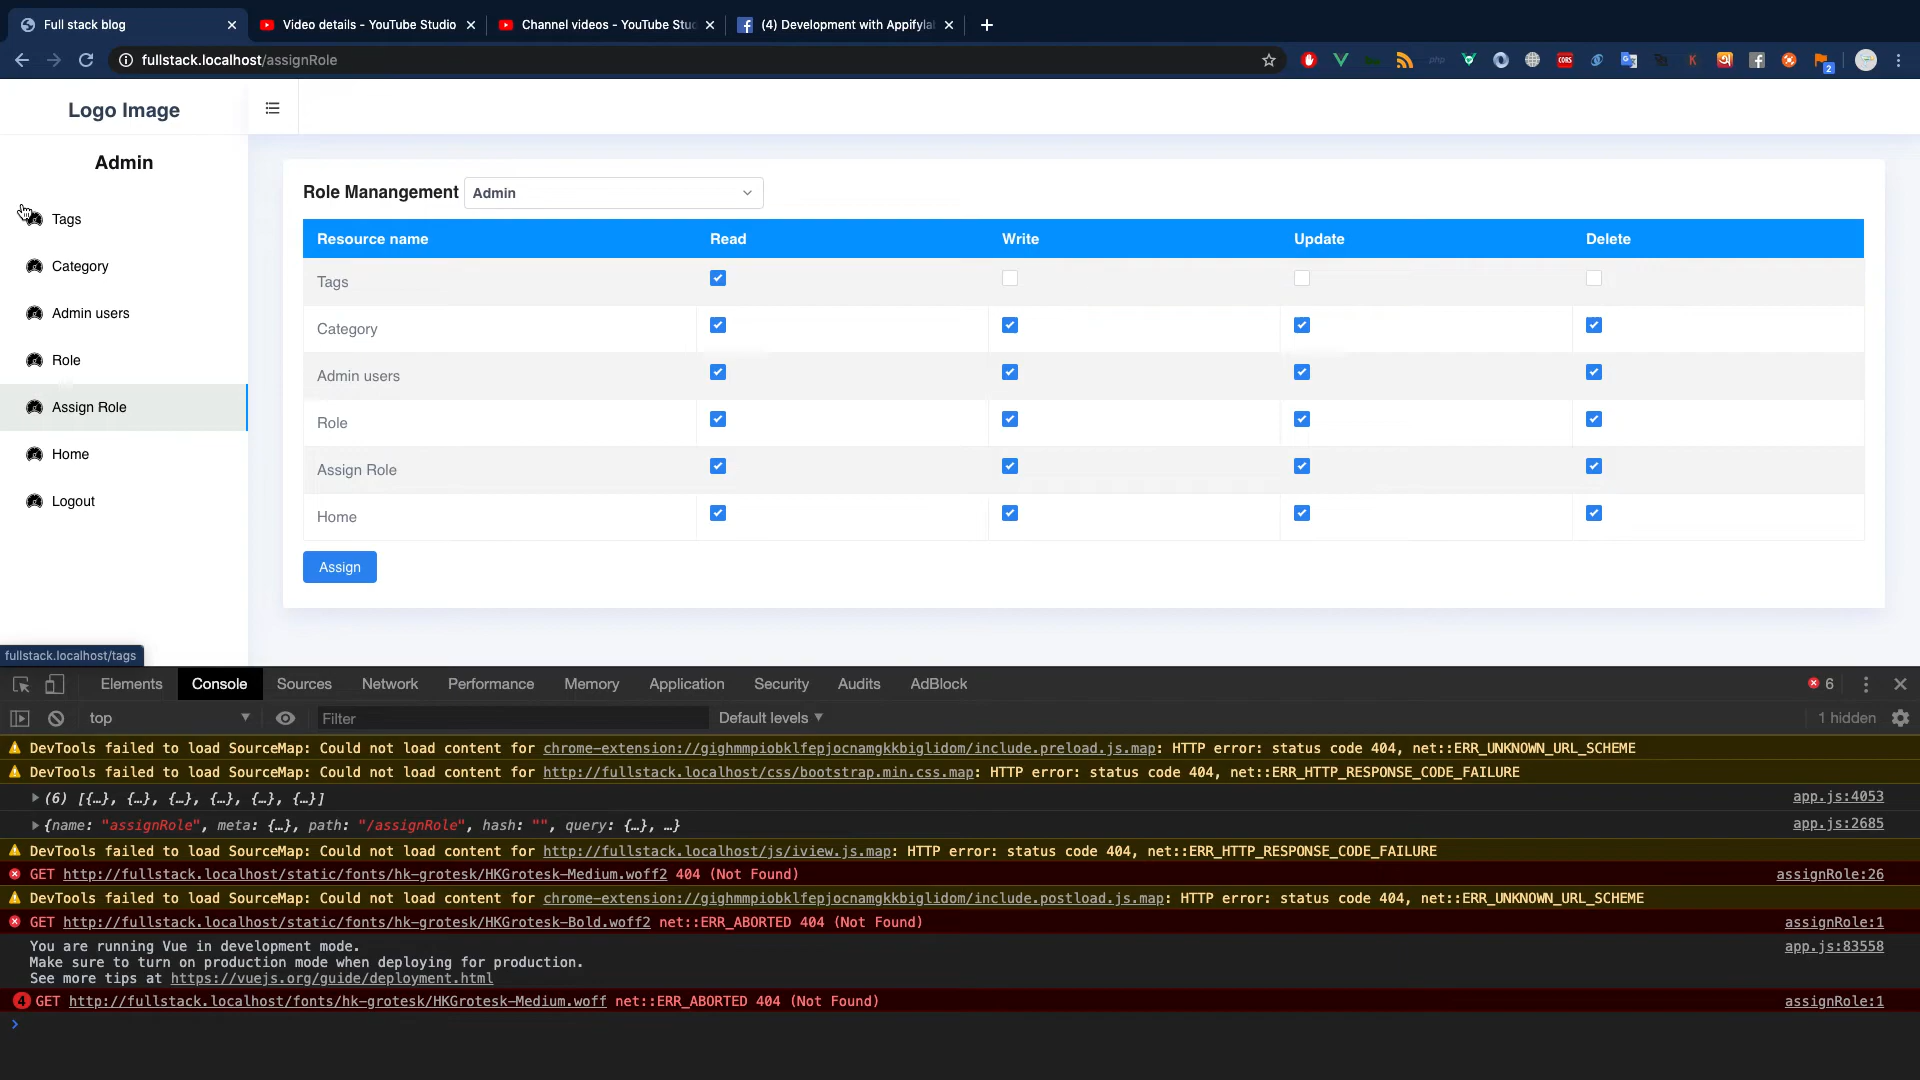 Full stack blog
Video details - YouTube Studio
Channel videos - YouTube Stu
(4) Development with Appifyla
fullstack.localhost/assignRole
Logo Image
Admin
Tags
Category
Admin users
Role
Assign Role
Home
Logout
Role Manangement Admin
Resource name Read Write Update Delete
Tags
Category
Admin users
Role
Assign Role
Home
Assign
fullstack.localhost/tags
Elements Console Sources Network Performance Memory Application Security Audits AdBlock 6
top Filter Default levels 1 hidden
DevTools failed to load SourceMap: Could not load content for chrome-extension://gighmmpiobklfepjocnamgkkbiglidom/include.preload.js.map: HTTP error: status code 404, net::ERR_UNKNOWN_URL_SCHEME
DevTools failed to load SourceMap: Could not load content for http://fullstack.localhost/css/bootstrap.min.css.map: HTTP error: status code 404, net::ERR_HTTP_RESPONSE_CODE_FAILURE
(6) [{…}, {…}, {…}, {…}, {…}, {…}] app.js:4053
{name: "assignRole", meta: {…}, path: "/assignRole", hash: "", query: {…}, …} app.js:2685
DevTools failed to load SourceMap: Could not load content for http://fullstack.localhost/js/iview.js.map: HTTP error: status code 404, net::ERR_HTTP_RESPONSE_CODE_FAILURE
GET http://fullstack.localhost/static/fonts/hk-grotesk/HKGrotesk-Medium.woff2 404 (Not Found) assignRole:26
DevTools failed to load SourceMap: Could not load content for chrome-extension://gighmmpiobklfepjocnamgkkbiglidom/include.postload.js.map: HTTP error: status code 404, net::ERR_UNKNOWN_URL_SCHEME
GET http://fullstack.localhost/static/fonts/hk-grotesk/HKGrotesk-Bold.woff2 net::ERR_ABORTED 404 (Not Found) assignRole:1
You are running Vue in development mode. app.js:83558
Make sure to turn on production mode when deploying for production.
See more tips at https://vuejs.org/guide/deployment.html
4 GET http://fullstack.localhost/fonts/hk-grotesk/HKGrotesk-Medium.woff net::ERR_ABORTED 404 (Not Found) assignRole:1